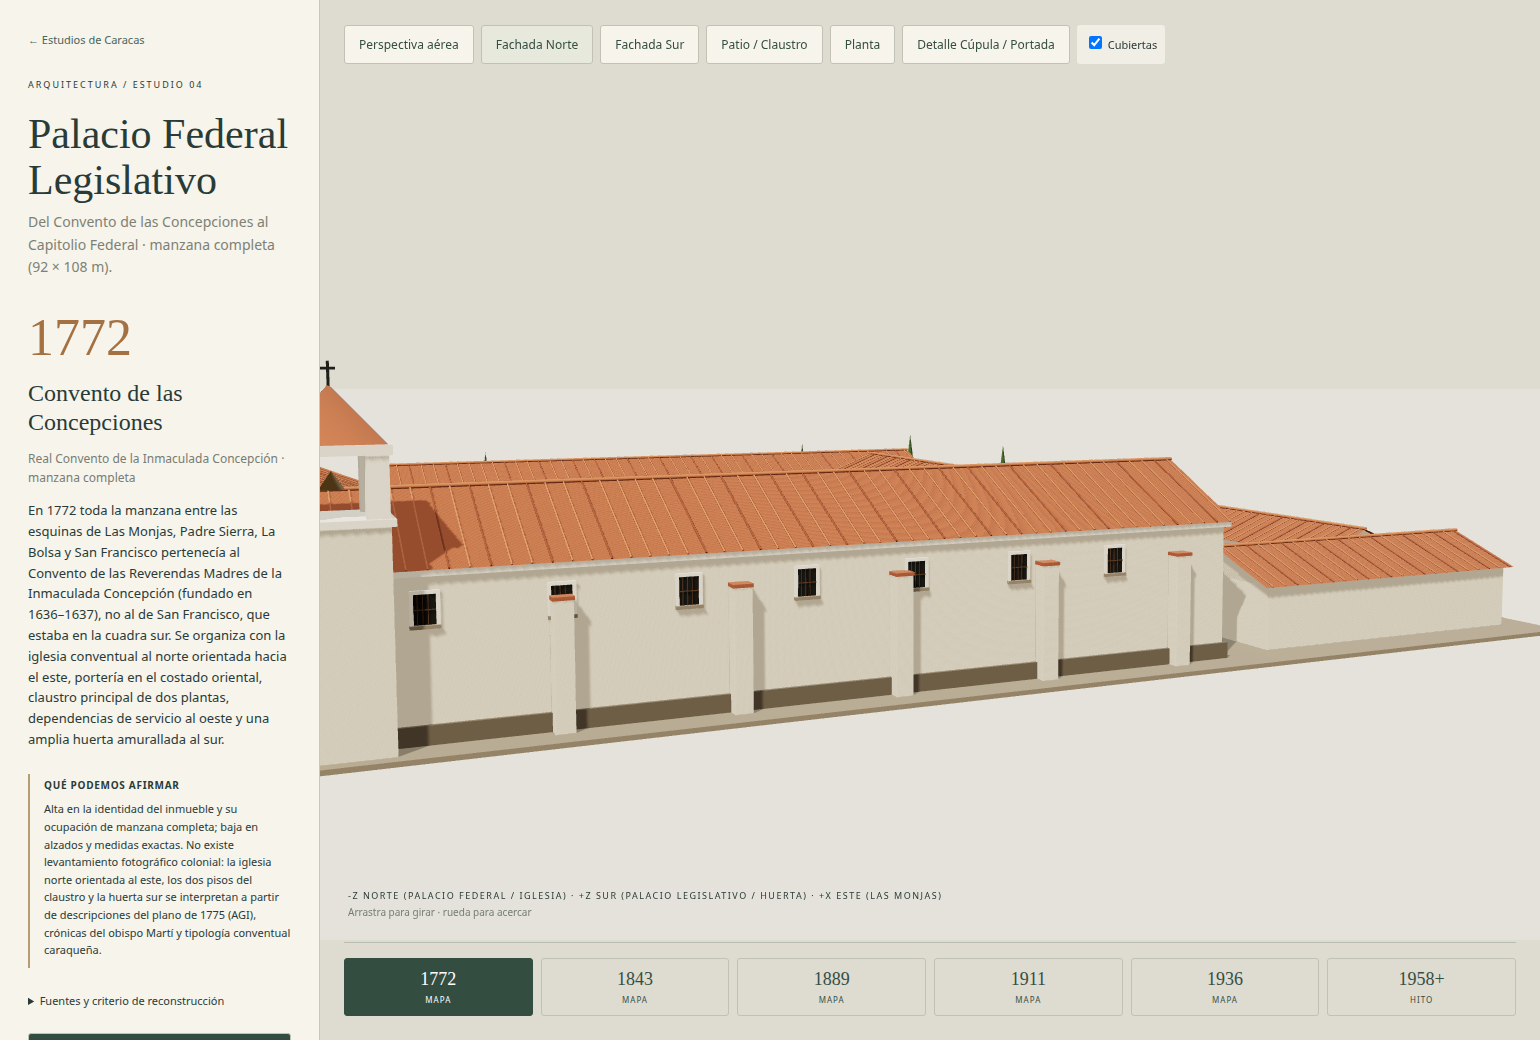 ← Estudios de Caracas
ARQUITECTURA / ESTUDIO 04
Palacio Federal
Legislativo
Del Convento de las Concepciones al
Capitolio Federal · manzana completa
(92 × 108 m).
1772
Convento de las
Concepciones
Real Convento de la Inmaculada Concepción ·
manzana completa
En 1772 toda la manzana entre las
esquinas de Las Monjas, Padre Sierra, La
Bolsa y San Francisco pertenecía al
Convento de las Reverendas Madres de la
Inmaculada Concepción (fundado en
1636–1637), no al de San Francisco, que
estaba en la cuadra sur. Se organiza con la
iglesia conventual al norte orientada hacia
el este, portería en el costado oriental,
claustro principal de dos plantas,
dependencias de servicio al oeste y una
amplia huerta amurallada al sur.
QUÉ PODEMOS AFIRMAR
Alta en la identidad del inmueble y su
ocupación de manzana completa; baja en
alzados y medidas exactas. No existe
levantamiento fotográfico colonial: la iglesia
norte orientada al este, los dos pisos del
claustro y la huerta sur se interpretan a partir
de descripciones del plano de 1775 (AGI),
crónicas del obispo Martí y tipología conventual
caraqueña.
Fuentes y criterio de reconstrucción
Perspectiva aérea
Fachada Norte
Fachada Sur
Patio / Claustro
Planta
Detalle Cúpula / Portada
Cubiertas
-Z NORTE (PALACIO FEDERAL / IGLESIA) · +Z SUR (PALACIO LEGISLATIVO / HUERTA) · +X ESTE (LAS MONJAS)
Arrastra para girar · rueda para acercar
1772
MAPA
1843
MAPA
1889
MAPA
1911
MAPA
1936
MAPA
1958+
HITO